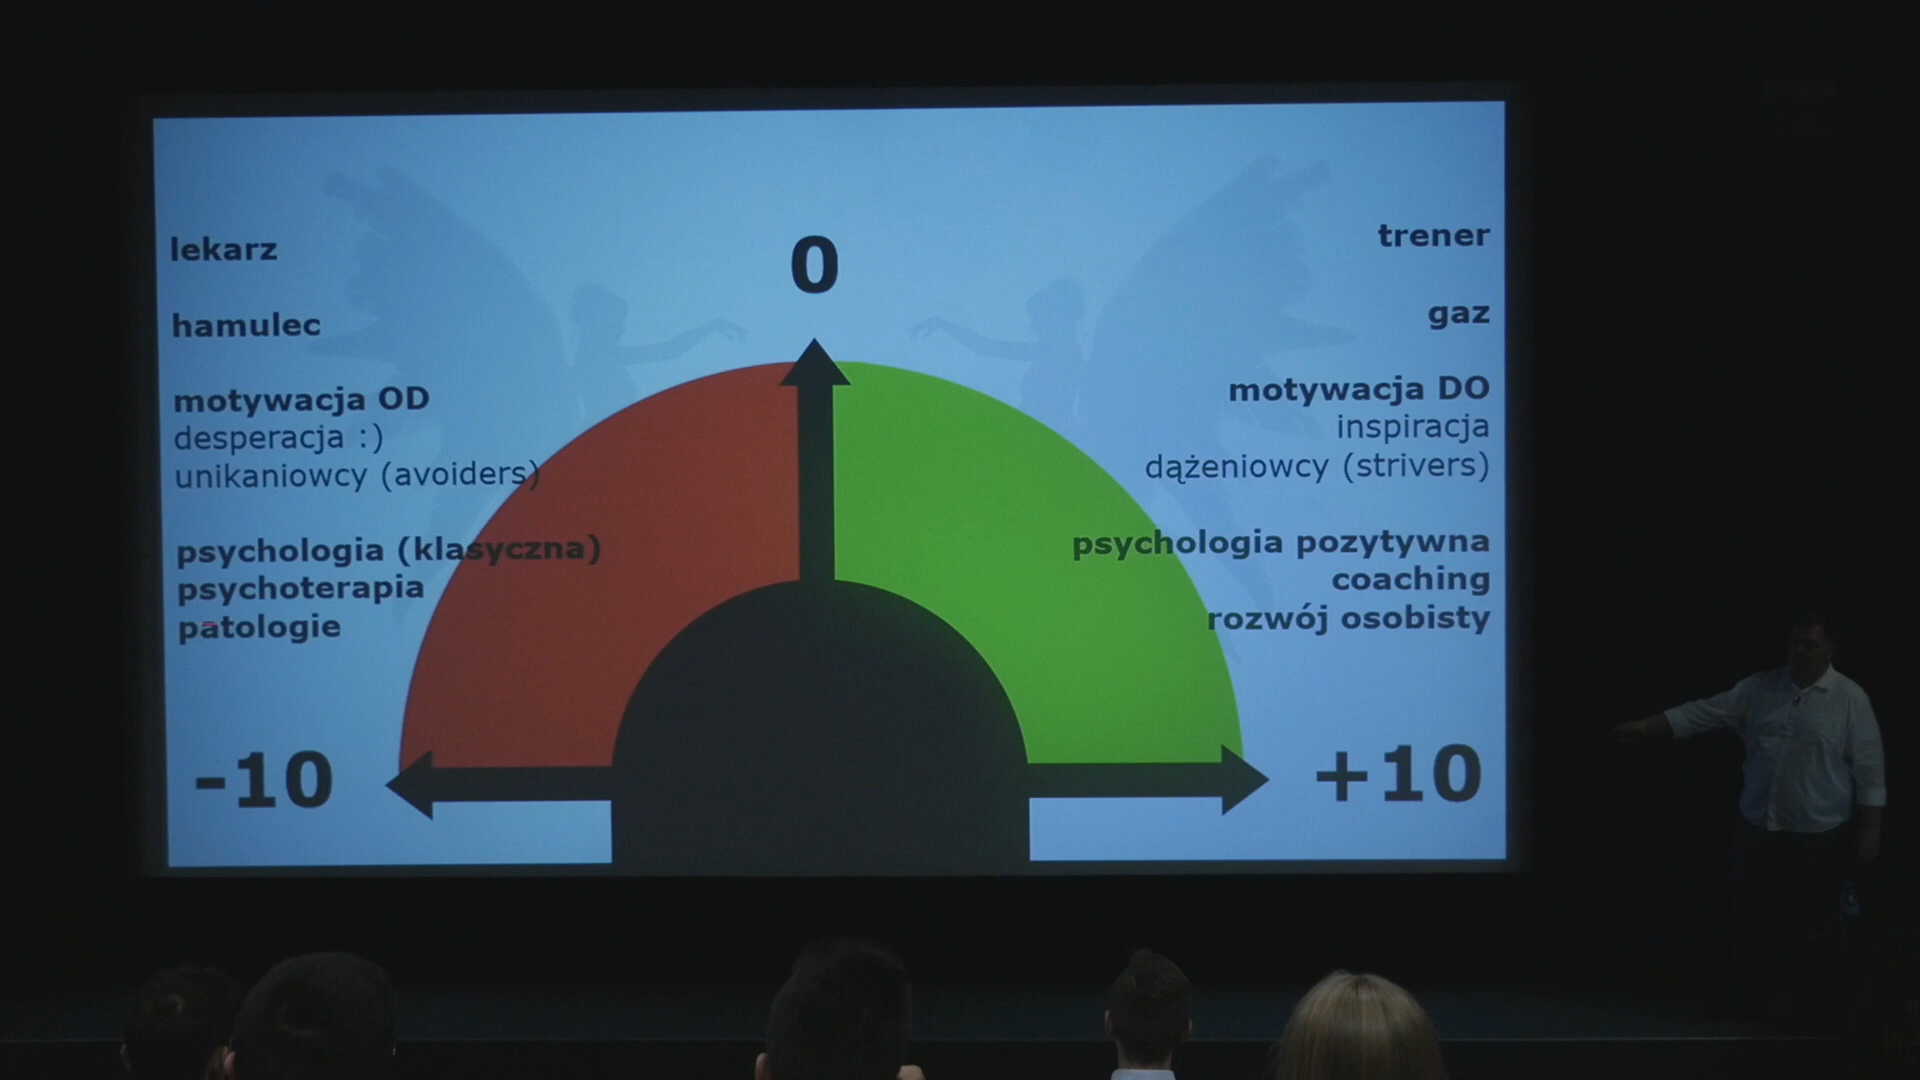 0
lekarz
hamulec
motywacja OD
desperacja :)
unikaniowcy (avoiders)
psychologia (klasyczna)
psychoterapia
patologie
-10
trener
gaz
motywacja DO
inspiracja
dążeniowcy (strivers)
psychologia pozytywna
coaching
rozwój osobisty
+10